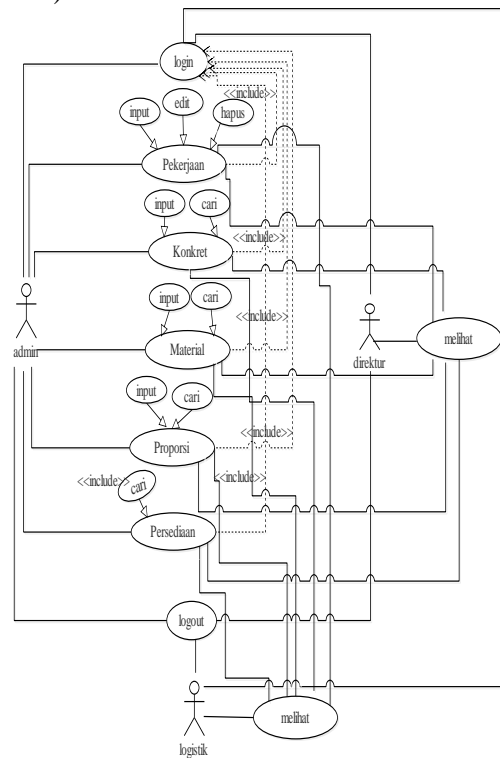 )
login
<<include>>
input
edit
hapus
Pekerjaan
input
cari
<<include>>
Konkret
input
cari
<<include>>
admin
Material
direktur
melihat
input
cari
<<include>>
Proporsi
<<include>>
cari
<<include>>
Persediaan
logout
logistik
melihat